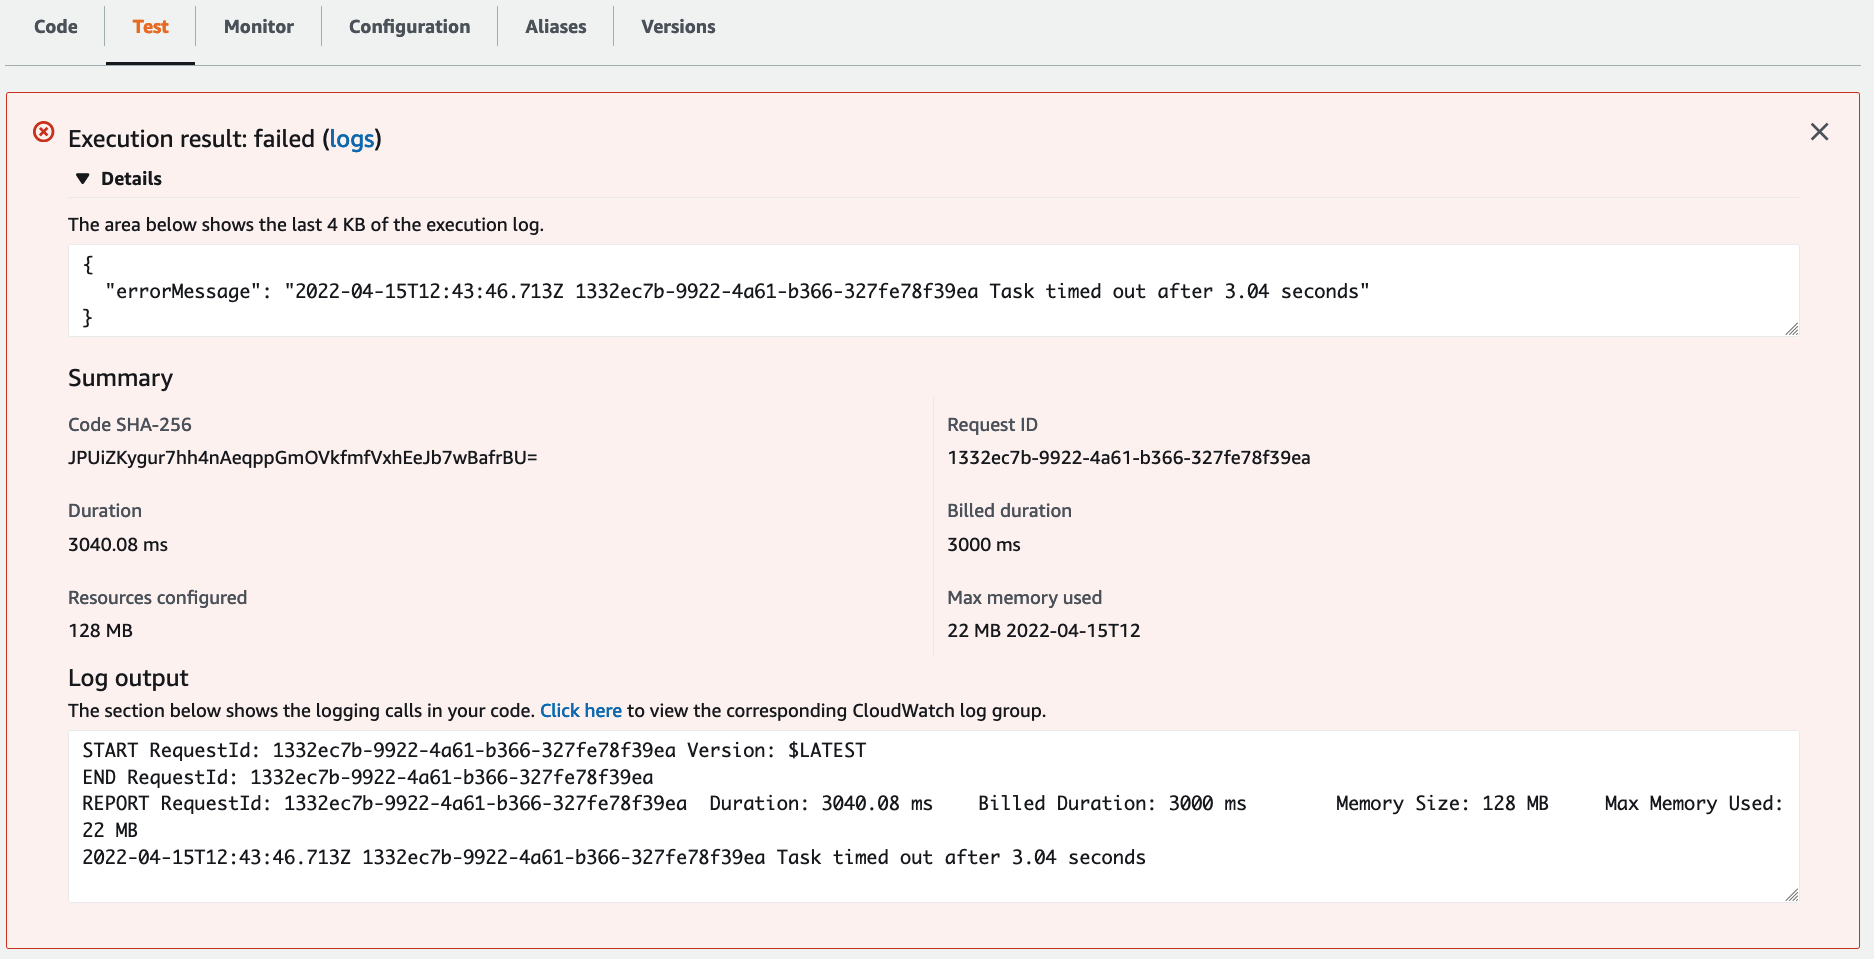 Code Test Monitor Configuration Aliases Versions
Execution result: failed (logs)
Details
The area below shows the last 4 KB of the execution log.
{
"errorMessage": "2022-04-15T12:43:46.713Z 1332ec7b-9922-4a61-b366-327fe78f39ea Task timed out after 3.04 seconds"
}
Summary
Code SHA-256
JPUiZKygur7hh4nAeqppGmOVkfmfVxhEeJb7wBafrBU=
Request ID
1332ec7b-9922-4a61-b366-327fe78f39ea
Duration
3040.08 ms
Billed duration
3000 ms
Resources configured
128 MB
Max memory used
22 MB 2022-04-15T12
Log output
The section below shows the logging calls in your code. Click here to view the corresponding CloudWatch log group.
START RequestId: 1332ec7b-9922-4a61-b366-327fe78f39ea Version: $LATEST
END RequestId: 1332ec7b-9922-4a61-b366-327fe78f39ea
REPORT RequestId: 1332ec7b-9922-4a61-b366-327fe78f39ea Duration: 3040.08 ms Billed Duration: 3000 ms Memory Size: 128 MB Max Memory Used:
22 MB
2022-04-15T12:43:46.713Z 1332ec7b-9922-4a61-b366-327fe78f39ea Task timed out after 3.04 seconds